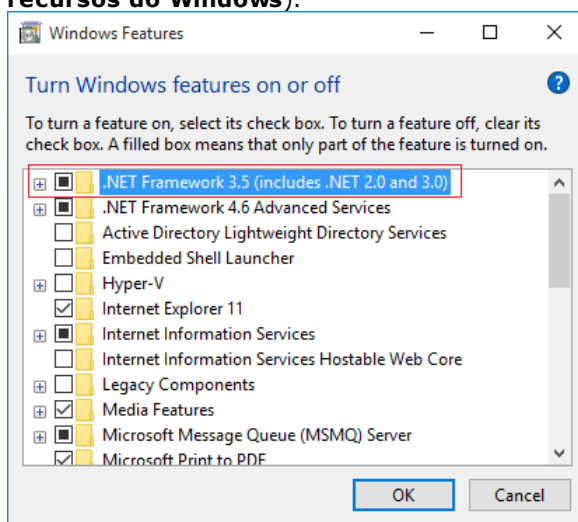 recursos do Windows).
Windows Features
Turn Windows features on or off
To turn a feature on, select its check box. To turn a feature off, clear its
check box. A filled box means that only part of the feature is turned on.
.NET Framework 3.5 (includes .NET 2.0 and 3.0)
.NET Framework 4.6 Advanced Services
Active Directory Lightweight Directory Services
Embedded Shell Launcher
Hyper-V
Internet Explorer 11
Internet Information Services
Internet Information Services Hostable Web Core
Legacy Components
Media Features
Microsoft Message Queue (MSMQ) Server
Microsoft Print to PDF
OK
Cancel